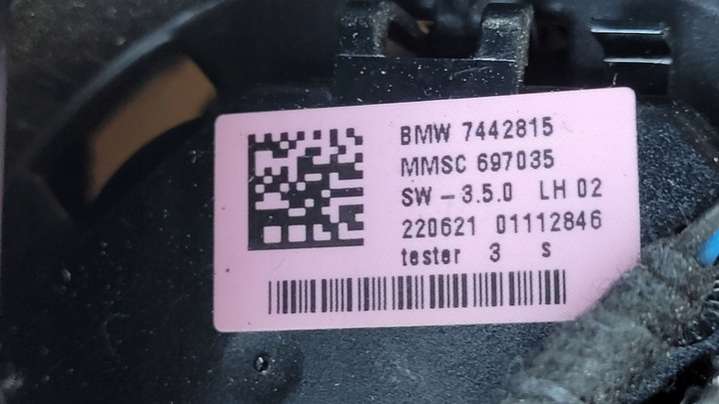 BMW 7442815
MMSC 697035
SW - 3.5.0 LH 02
220621 01112846
tester 3 S